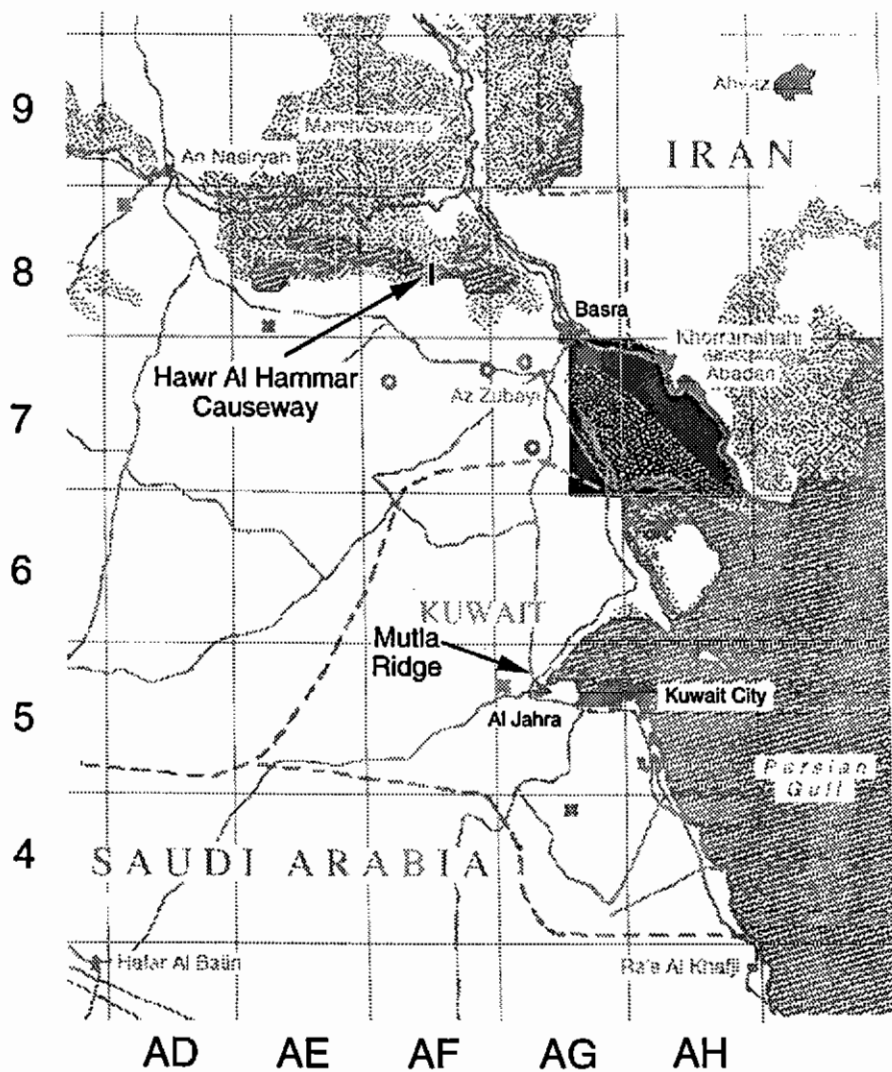 9
Marsh/Swamp
Ahvaz
An Nasiryah
IRAN
8
Basra
Khorramshahr
Abadan
Hawr Al Hammar
Causeway
7
Az Zubayr
6
KUWAIT
Mutla
Ridge
Kuwait City
5
Al Jahra
Persian
Gulf
4
SAUDI ARABIA
Hafar Al Batin
Ra's Al Khafji
AD AE AF AG AH